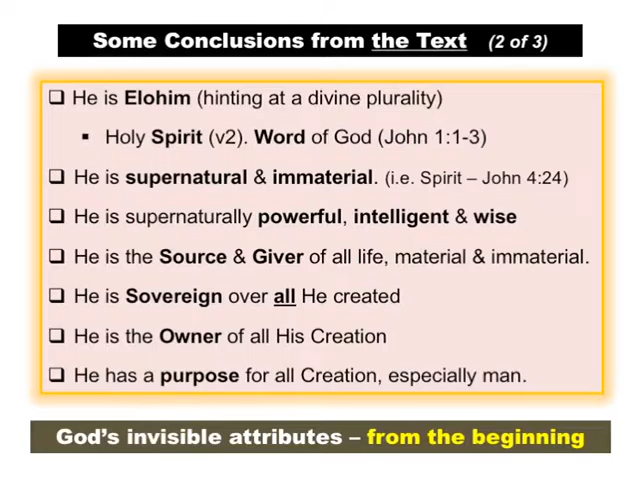 Some Conclusions from the Text (2 of 3)
❑ He is Elohim (hinting at a divine plurality)
▪ Holy Spirit (v2). Word of God (John 1:1-3)
❑ He is supernatural & immaterial. (i.e. Spirit – John 4:24)
❑ He is supernaturally powerful, intelligent & wise
❑ He is the Source & Giver of all life, material & immaterial.
❑ He is Sovereign over all He created
❑ He is the Owner of all His Creation
❑ He has a purpose for all Creation, especially man.
God's invisible attributes – from the beginning